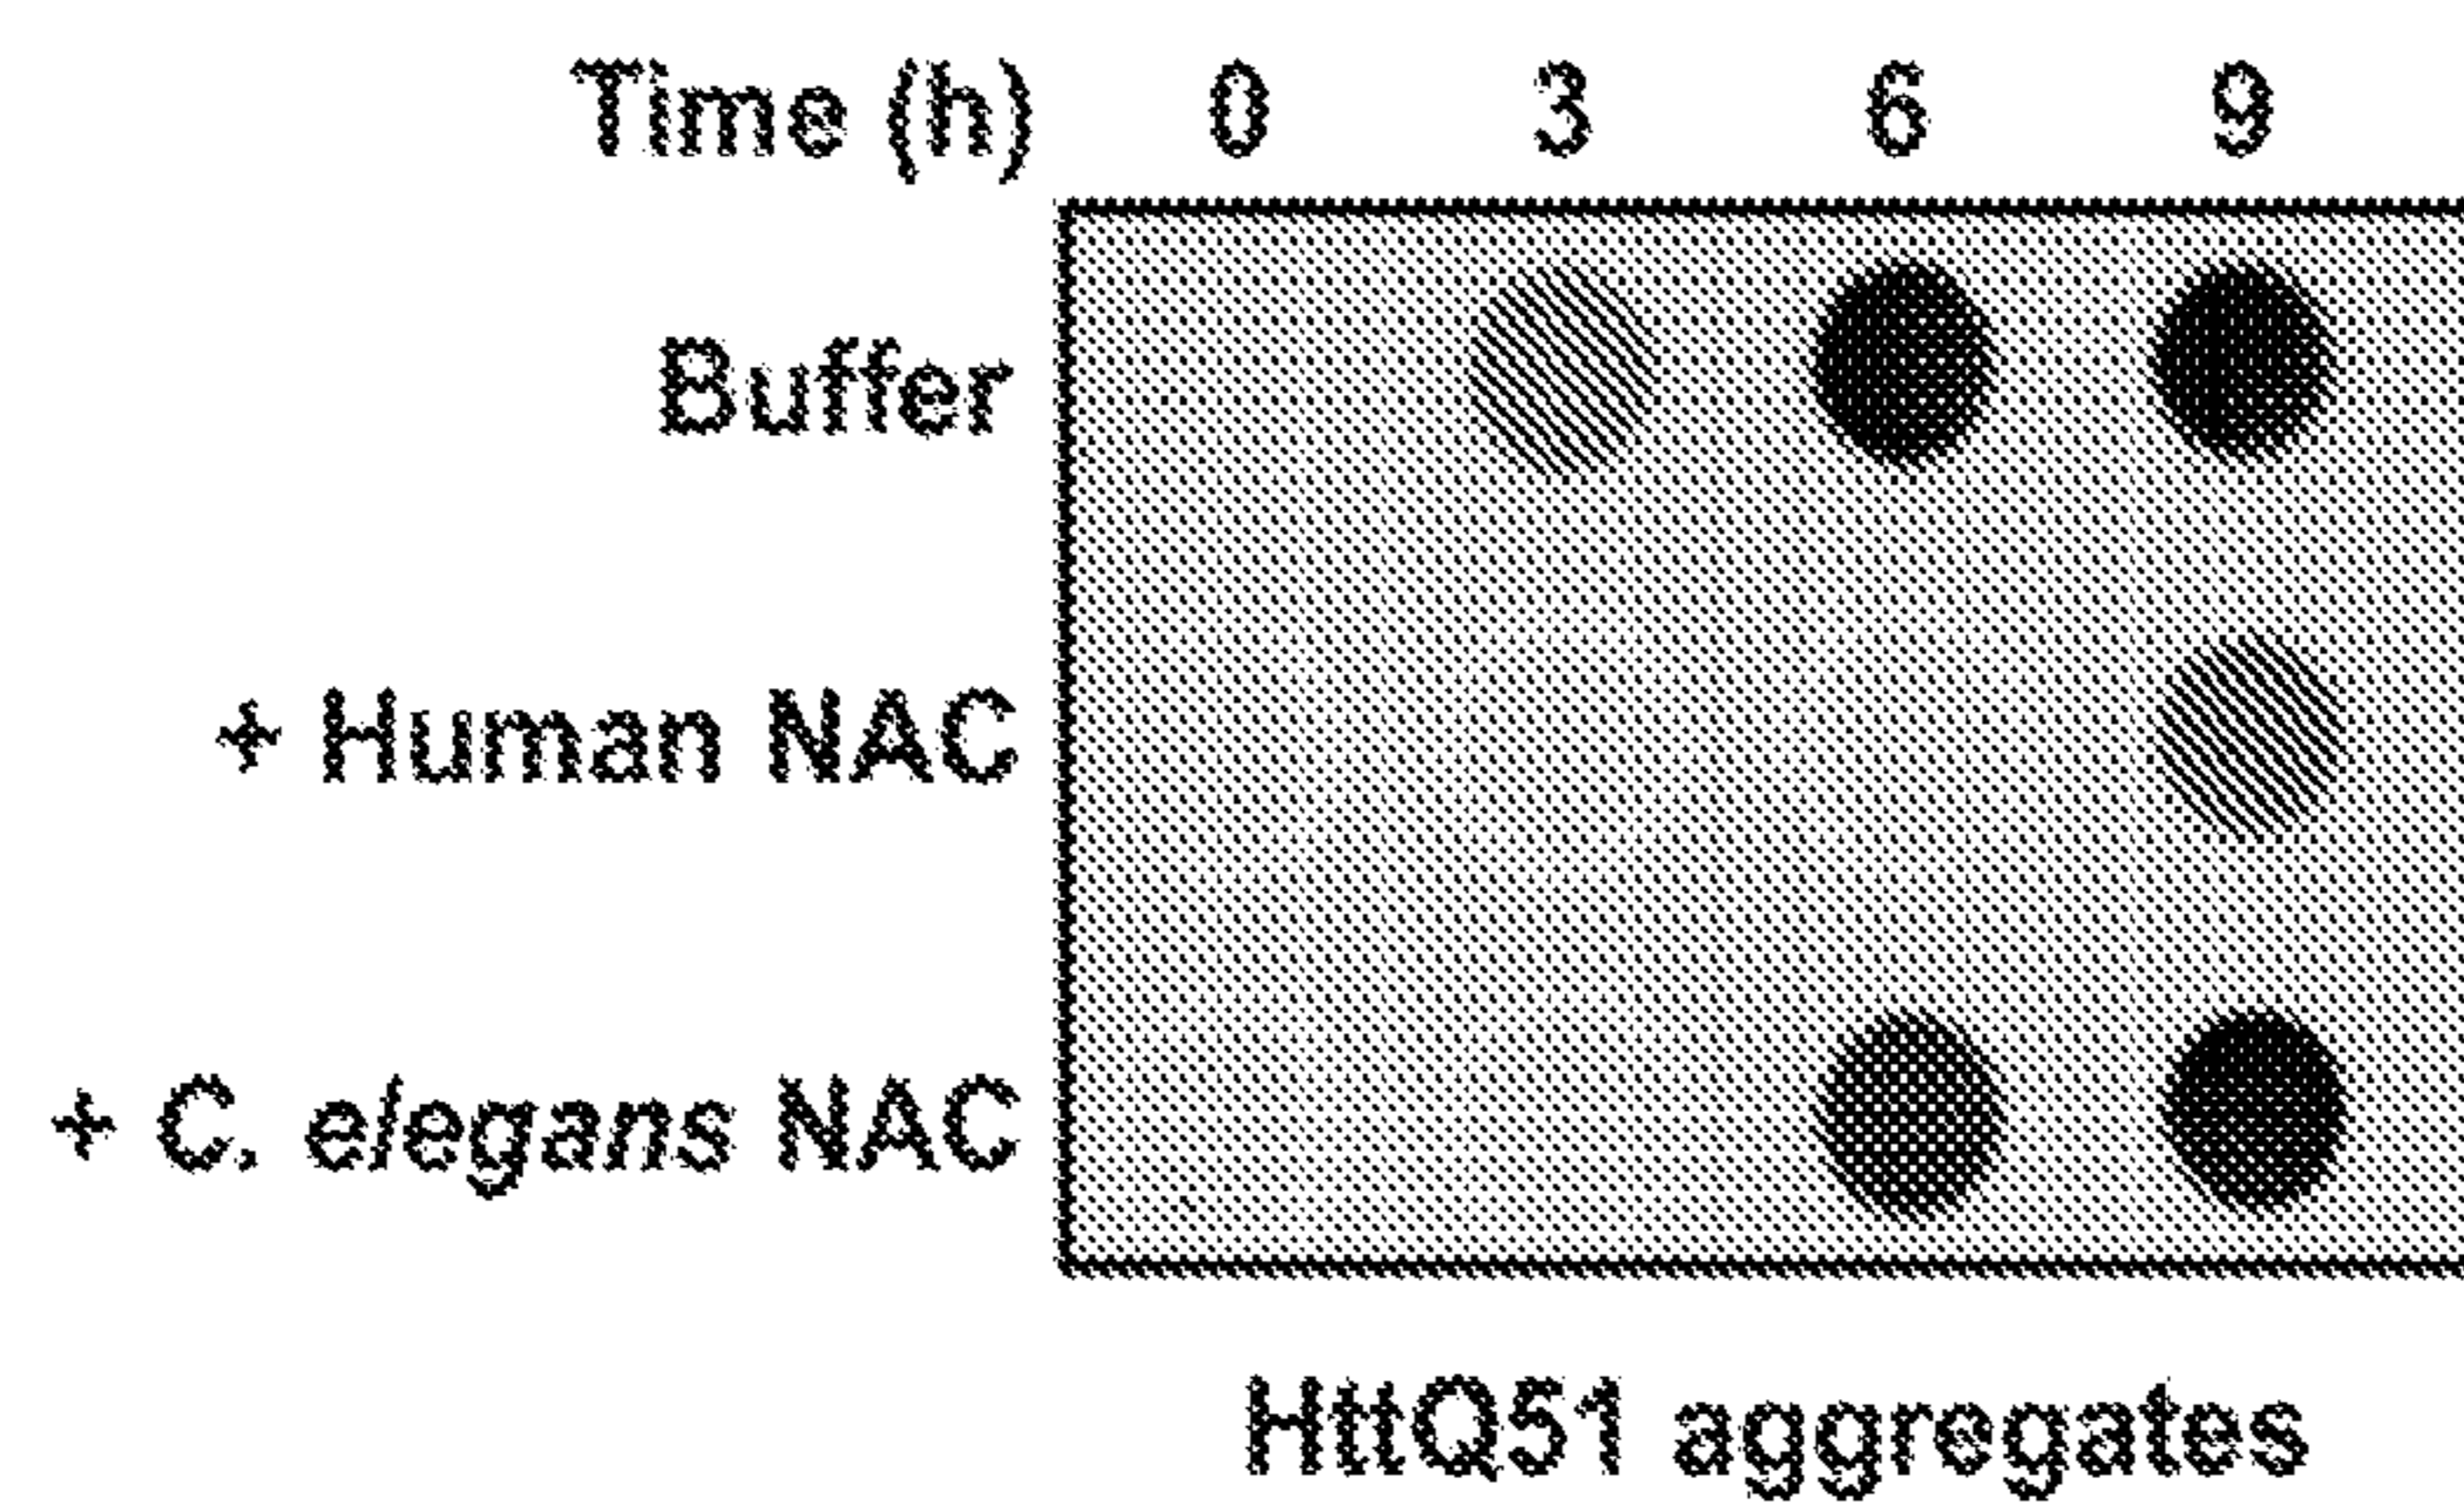 Time (h) 0 3 6 9
Buffer
+ Human NAC
+ C. elegans NAC
HttQ51 aggregates